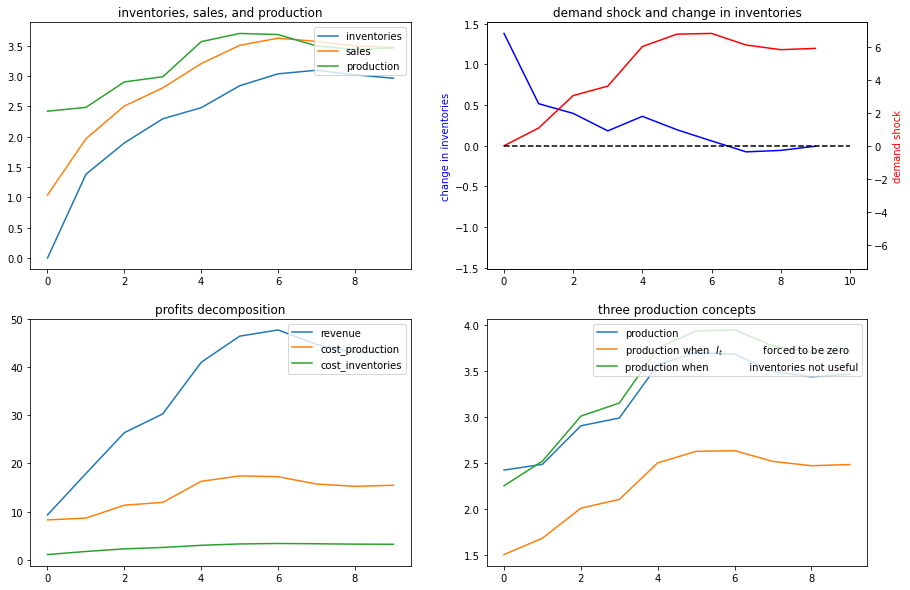 inventories, sales, and production
3.5
3.0
2.5
2.0
1.5
1.0
0.5
0.0
0 2 4 6 8
inventories
sales
production
demand shock and change in inventories
change in inventories
1.5
1.0
0.5
0.0
−0.5
−1.0
−1.5
0 2 4 6 8 10
6
4
2
0
−2
−4
−6
demand shock
profits decomposition
50
40
30
20
10
0
0 2 4 6 8
revenue
cost_production
cost_inventories
three production concepts
4.0
3.5
3.0
2.5
2.0
1.5
0 2 4 6 8
production
production when I_t forced to be zero
production when inventories not useful